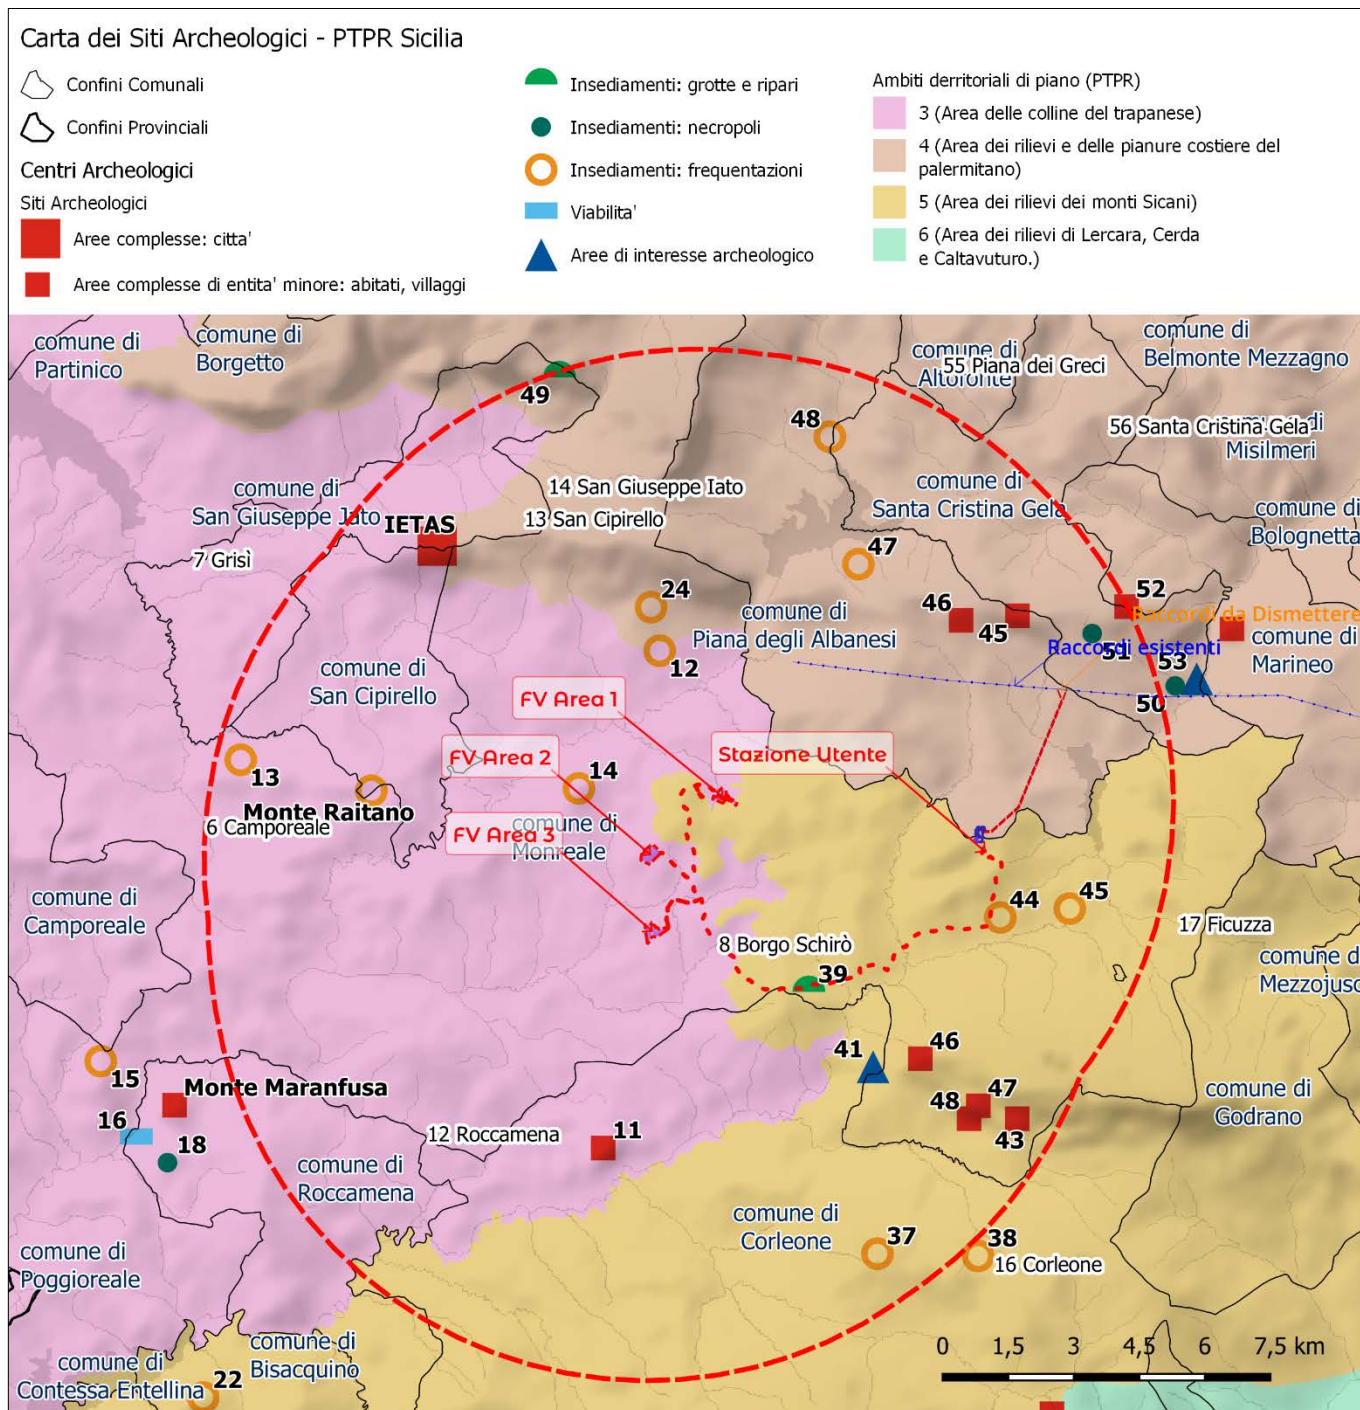 Carta dei Siti Archeologici - PTPR Sicilia
Confini Comunali
Confini Provinciali
Centri Archeologici
Siti Archeologici
Aree complesse: citta'
Aree complesse di entita' minore: abitati, villaggi
Insediamenti: grotte e ripari
Insediamenti: necropoli
Insediamenti: frequentazioni
Viabilita'
Aree di interesse archeologico
Ambiti derritoriali di piano (PTPR)
3 (Area delle colline del trapanese)
4 (Area dei rilievi e delle pianure costiere del
palermitano)
5 (Area dei rilievi dei monti Sicani)
6 (Area dei rilievi di Lercara, Cerda
e Caltavuturo.)
comune di
Partinico
comune di
Borgetto
comune di
Altofonte
55 Piana dei Greci
comune di
Belmonte Mezzagno
49
48
56 Santa Cristina Gela
comune di
Misilmeri
comune di
San Giuseppe Jato
14 San Giuseppe Iato
13 San Cipirello
IETAS
comune di
Santa Cristina Gela
comune di
Bolognetta
7 Grisì
47
24
46
45
52
Raccordi da Dismettere
comune di
Piana degli Albanesi
12
Raccordi esistenti
51
53
50
comune di
Marineo
comune di
San Cipirello
FV Area 1
FV Area 2
FV Area 3
Stazione Utente
13
14
Monte Raitano
6 Camporeale
comune di
Monreale
comune di
Camporeale
44
45
17 Ficuzza
8 Borgo Schirò
39
comune d
Mezzojuso
15
Monte Maranfusa
16
18
41
46
47
48
43
comune di
Godrano
12 Roccamena
11
comune di
Roccamena
comune di
Corleone
37
38
16 Corleone
comune di
Poggioreale
comune di
Bisacquino
comune di
Contessa Entellina
22
0 1,5 3 4,5 6 7,5 km